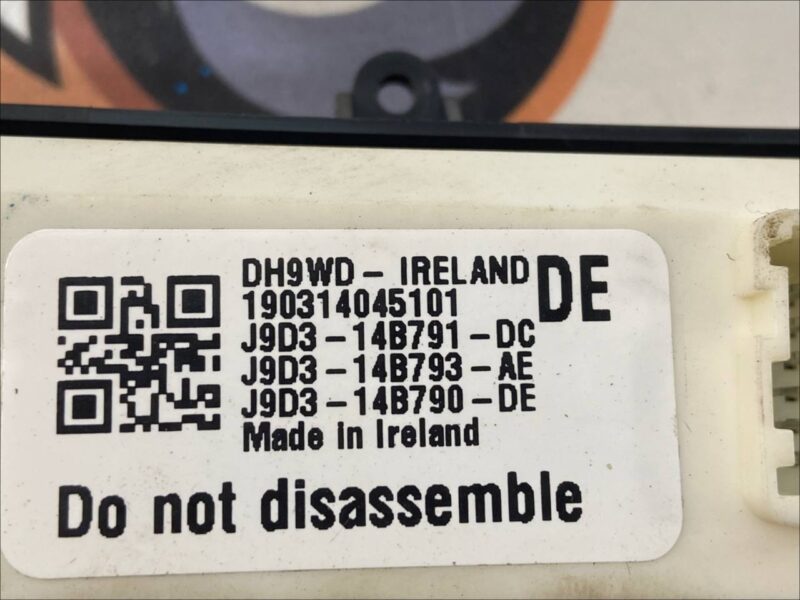 DH9WD - IRELAND DE
190314045101
J9D3-14B791-DC
J9D3-14B793-AE
J9D3-14B790-DE
Made in Ireland
Do not disassemble